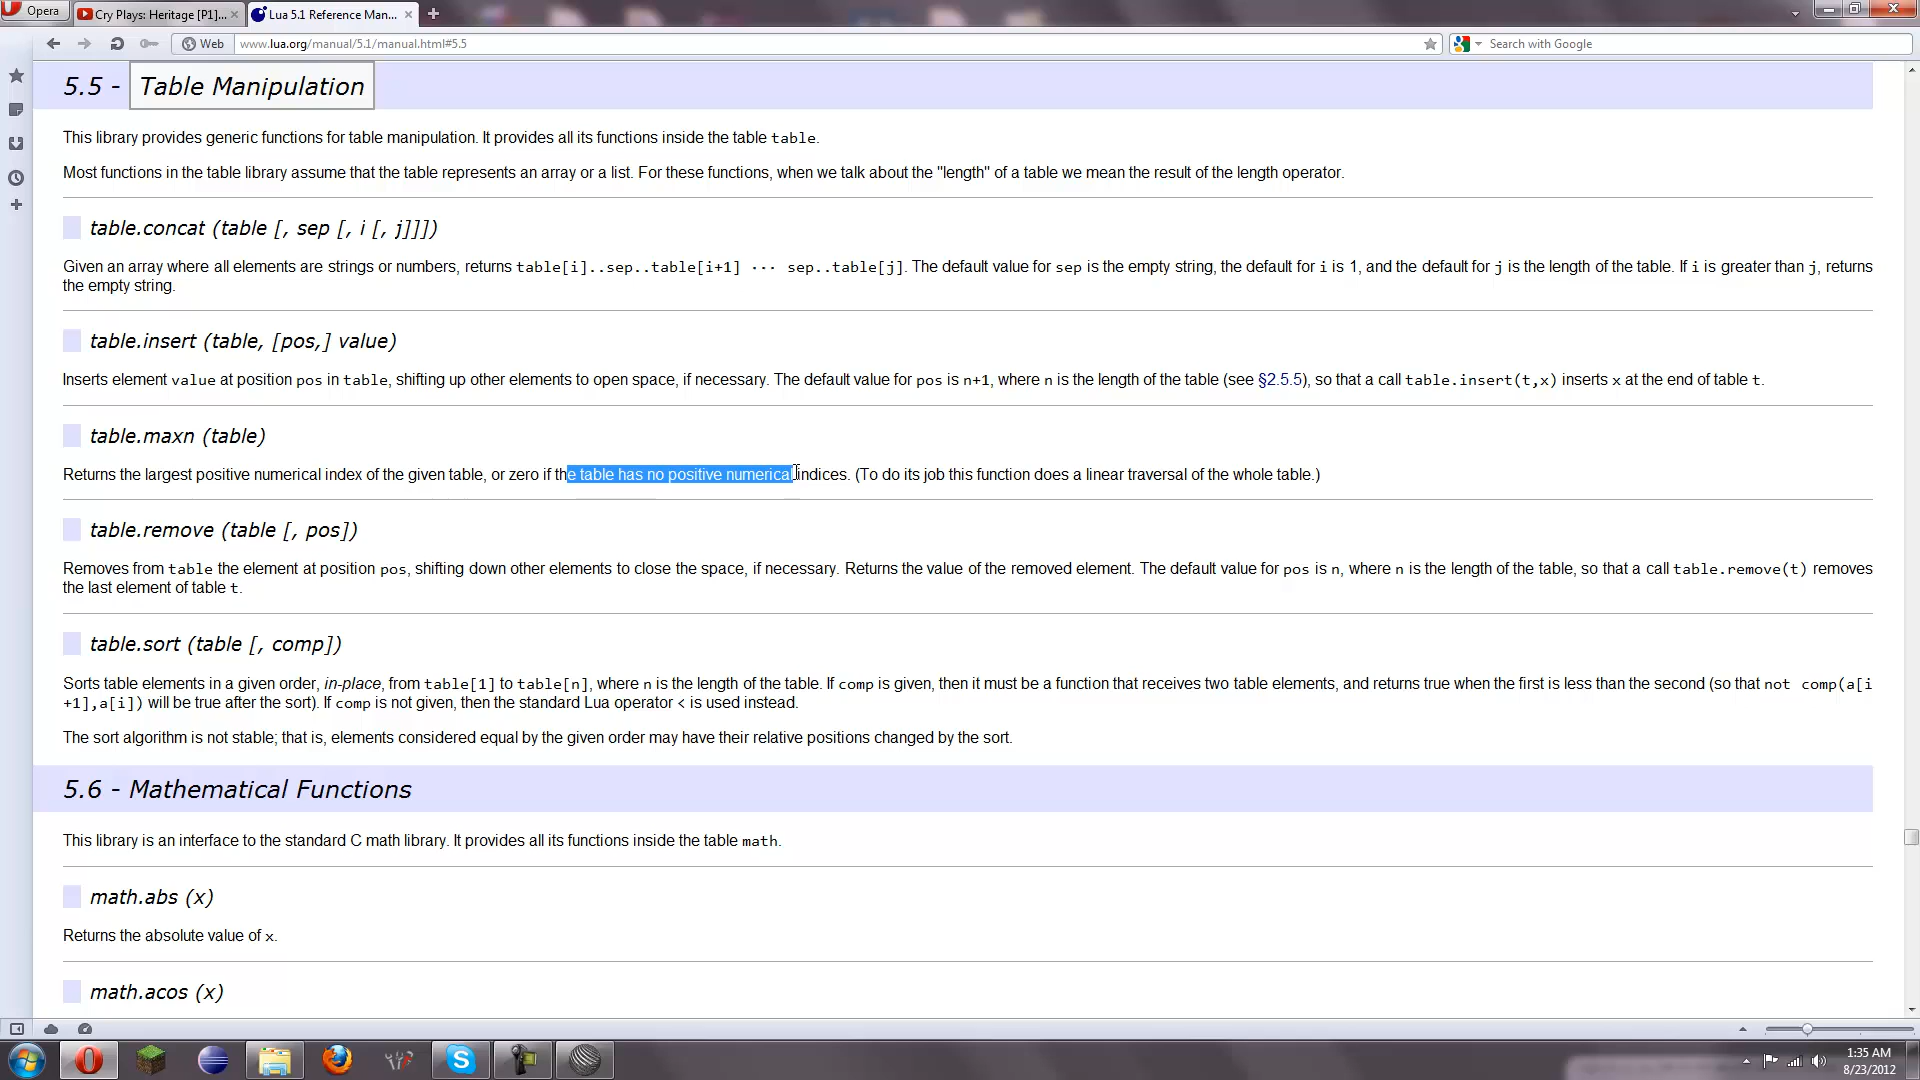 Opera
Cry Plays: Heritage [P1]...
Lua 5.1 Reference Man...
Web
www.lua.org/manual/5.1/manual.html#5.5
Search with Google
5.5 - Table Manipulation
This library provides generic functions for table manipulation. It provides all its functions inside the table table.
Most functions in the table library assume that the table represents an array or a list. For these functions, when we talk about the "length" of a table we mean the result of the length operator.
table.concat (table [, sep [, i [, j]]])
Given an array where all elements are strings or numbers, returns table[i]..sep..table[i+1] ··· sep..table[j]. The default value for sep is the empty string, the default for i is 1, and the default for j is the length of the table. If i is greater than j, returns
the empty string.
table.insert (table, [pos,] value)
Inserts element value at position pos in table, shifting up other elements to open space, if necessary. The default value for pos is n+1, where n is the length of the table (see §2.5.5), so that a call table.insert(t,x) inserts x at the end of table t.
table.maxn (table)
Returns the largest positive numerical index of the given table, or zero if the table has no positive numerical indices. (To do its job this function does a linear traversal of the whole table.)
table.remove (table [, pos])
Removes from table the element at position pos, shifting down other elements to close the space, if necessary. Returns the value of the removed element. The default value for pos is n, where n is the length of the table, so that a call table.remove(t) removes
the last element of table t.
table.sort (table [, comp])
Sorts table elements in a given order, in-place, from table[1] to table[n], where n is the length of the table. If comp is given, then it must be a function that receives two table elements, and returns true when the first is less than the second (so that not comp(a[i
+1],a[i]) will be true after the sort). If comp is not given, then the standard Lua operator < is used instead.
The sort algorithm is not stable; that is, elements considered equal by the given order may have their relative positions changed by the sort.
5.6 - Mathematical Functions
This library is an interface to the standard C math library. It provides all its functions inside the table math.
math.abs (x)
Returns the absolute value of x.
math.acos (x)
1:35 AM
8/23/2012